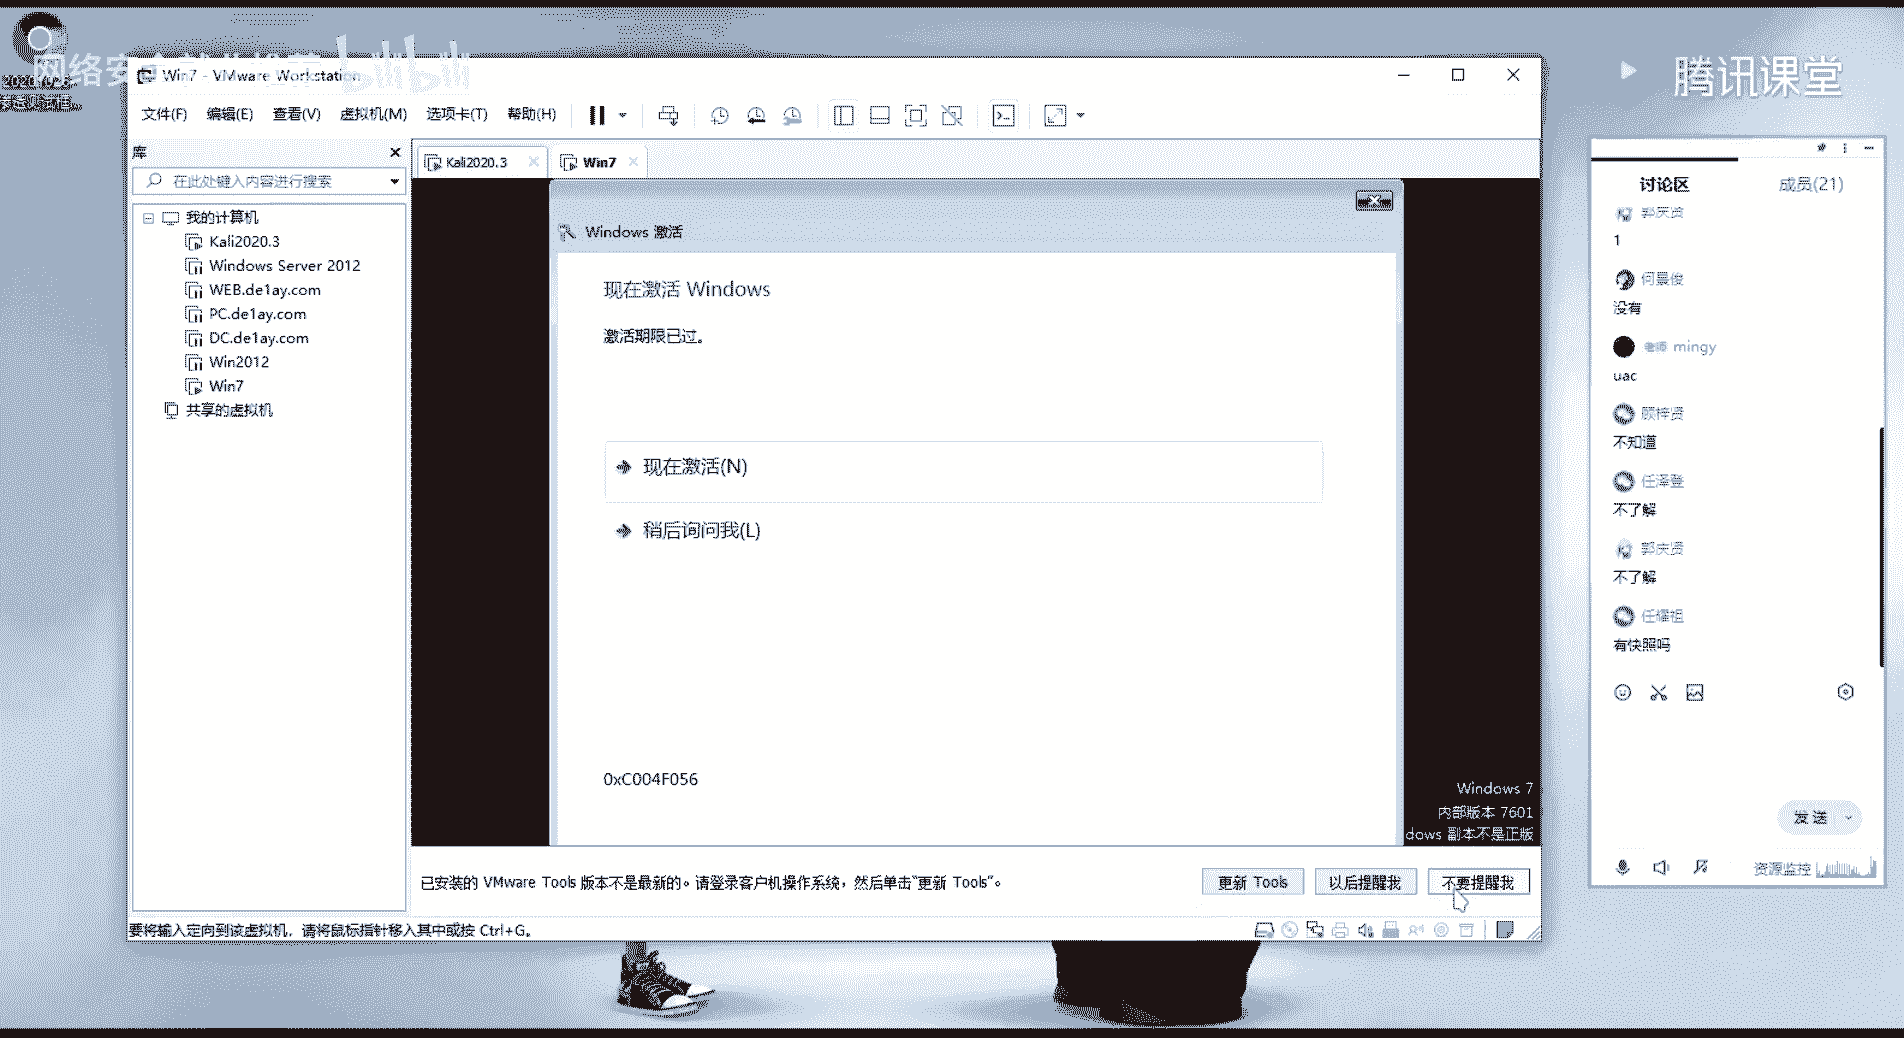 网络安
bilibili
腾讯课堂
Win7 - VMware Workstation
文件(F) 编辑(E) 查看(V) 虚拟机(M) 选项卡(T) 帮助(H)
库
在此处键入内容进行搜索
我的计算机
Kali2020.3
Windows Server 2012
WEB.de1ay.com
PC.de1ay.com
DC.de1ay.com
Win2012
Win7
共享的虚拟机
Kali2020.3
Win7
Windows 激活
现在激活 Windows
激活期限已过。
现在激活(N)
稍后询问我(L)
0xC004F056
Windows 7
内部版本 7601
dows 副本不是正版
已安装的 VMware Tools 版本不是最新的。请登录客户机操作系统，然后单击“更新 Tools”。
更新 Tools
以后提醒我
不要提醒我
要将输入定向到该虚拟机，请将鼠标指针移入其中或按 Ctrl+G。
讨论区 成员(21)
郭庆贤
1
何景俊
没有
老师 mingy
uac
顾梓贤
不知道
任泽登
不了解
郭庆贤
不了解
任耀祖
有快照吗
发送
资源监控